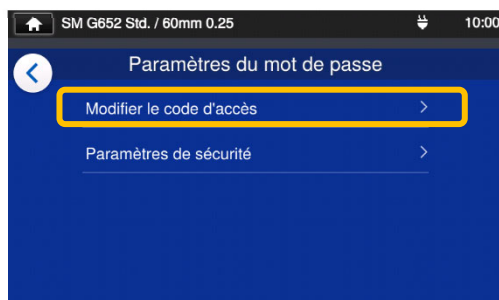 SM G652 Std. / 60mm 0.25 10:00
Paramètres du mot de passe
Modifier le code d'accès
Paramètres de sécurité